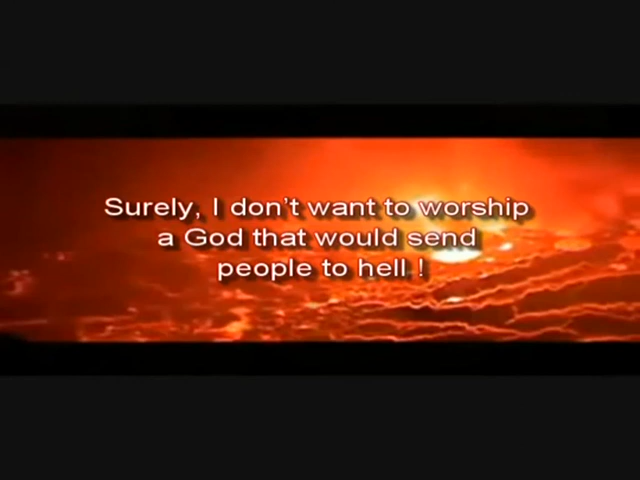 Surely, I don't want to worship
a God that would send
people to hell !